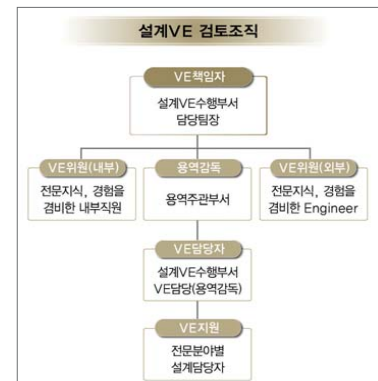 설계VE 검토조직
VE책임자
설계VE수행부서
담당팀장
VE위원(내부)
전문지식, 경험을
겸비한 내부직원
용역감독
용역주관부서
VE위원(외부)
전문지식, 경험을
겸비한 Engineer
VE담당자
설계VE수행부서
VE담당(용역감독)
VE지원
전문분야별
설계담당자